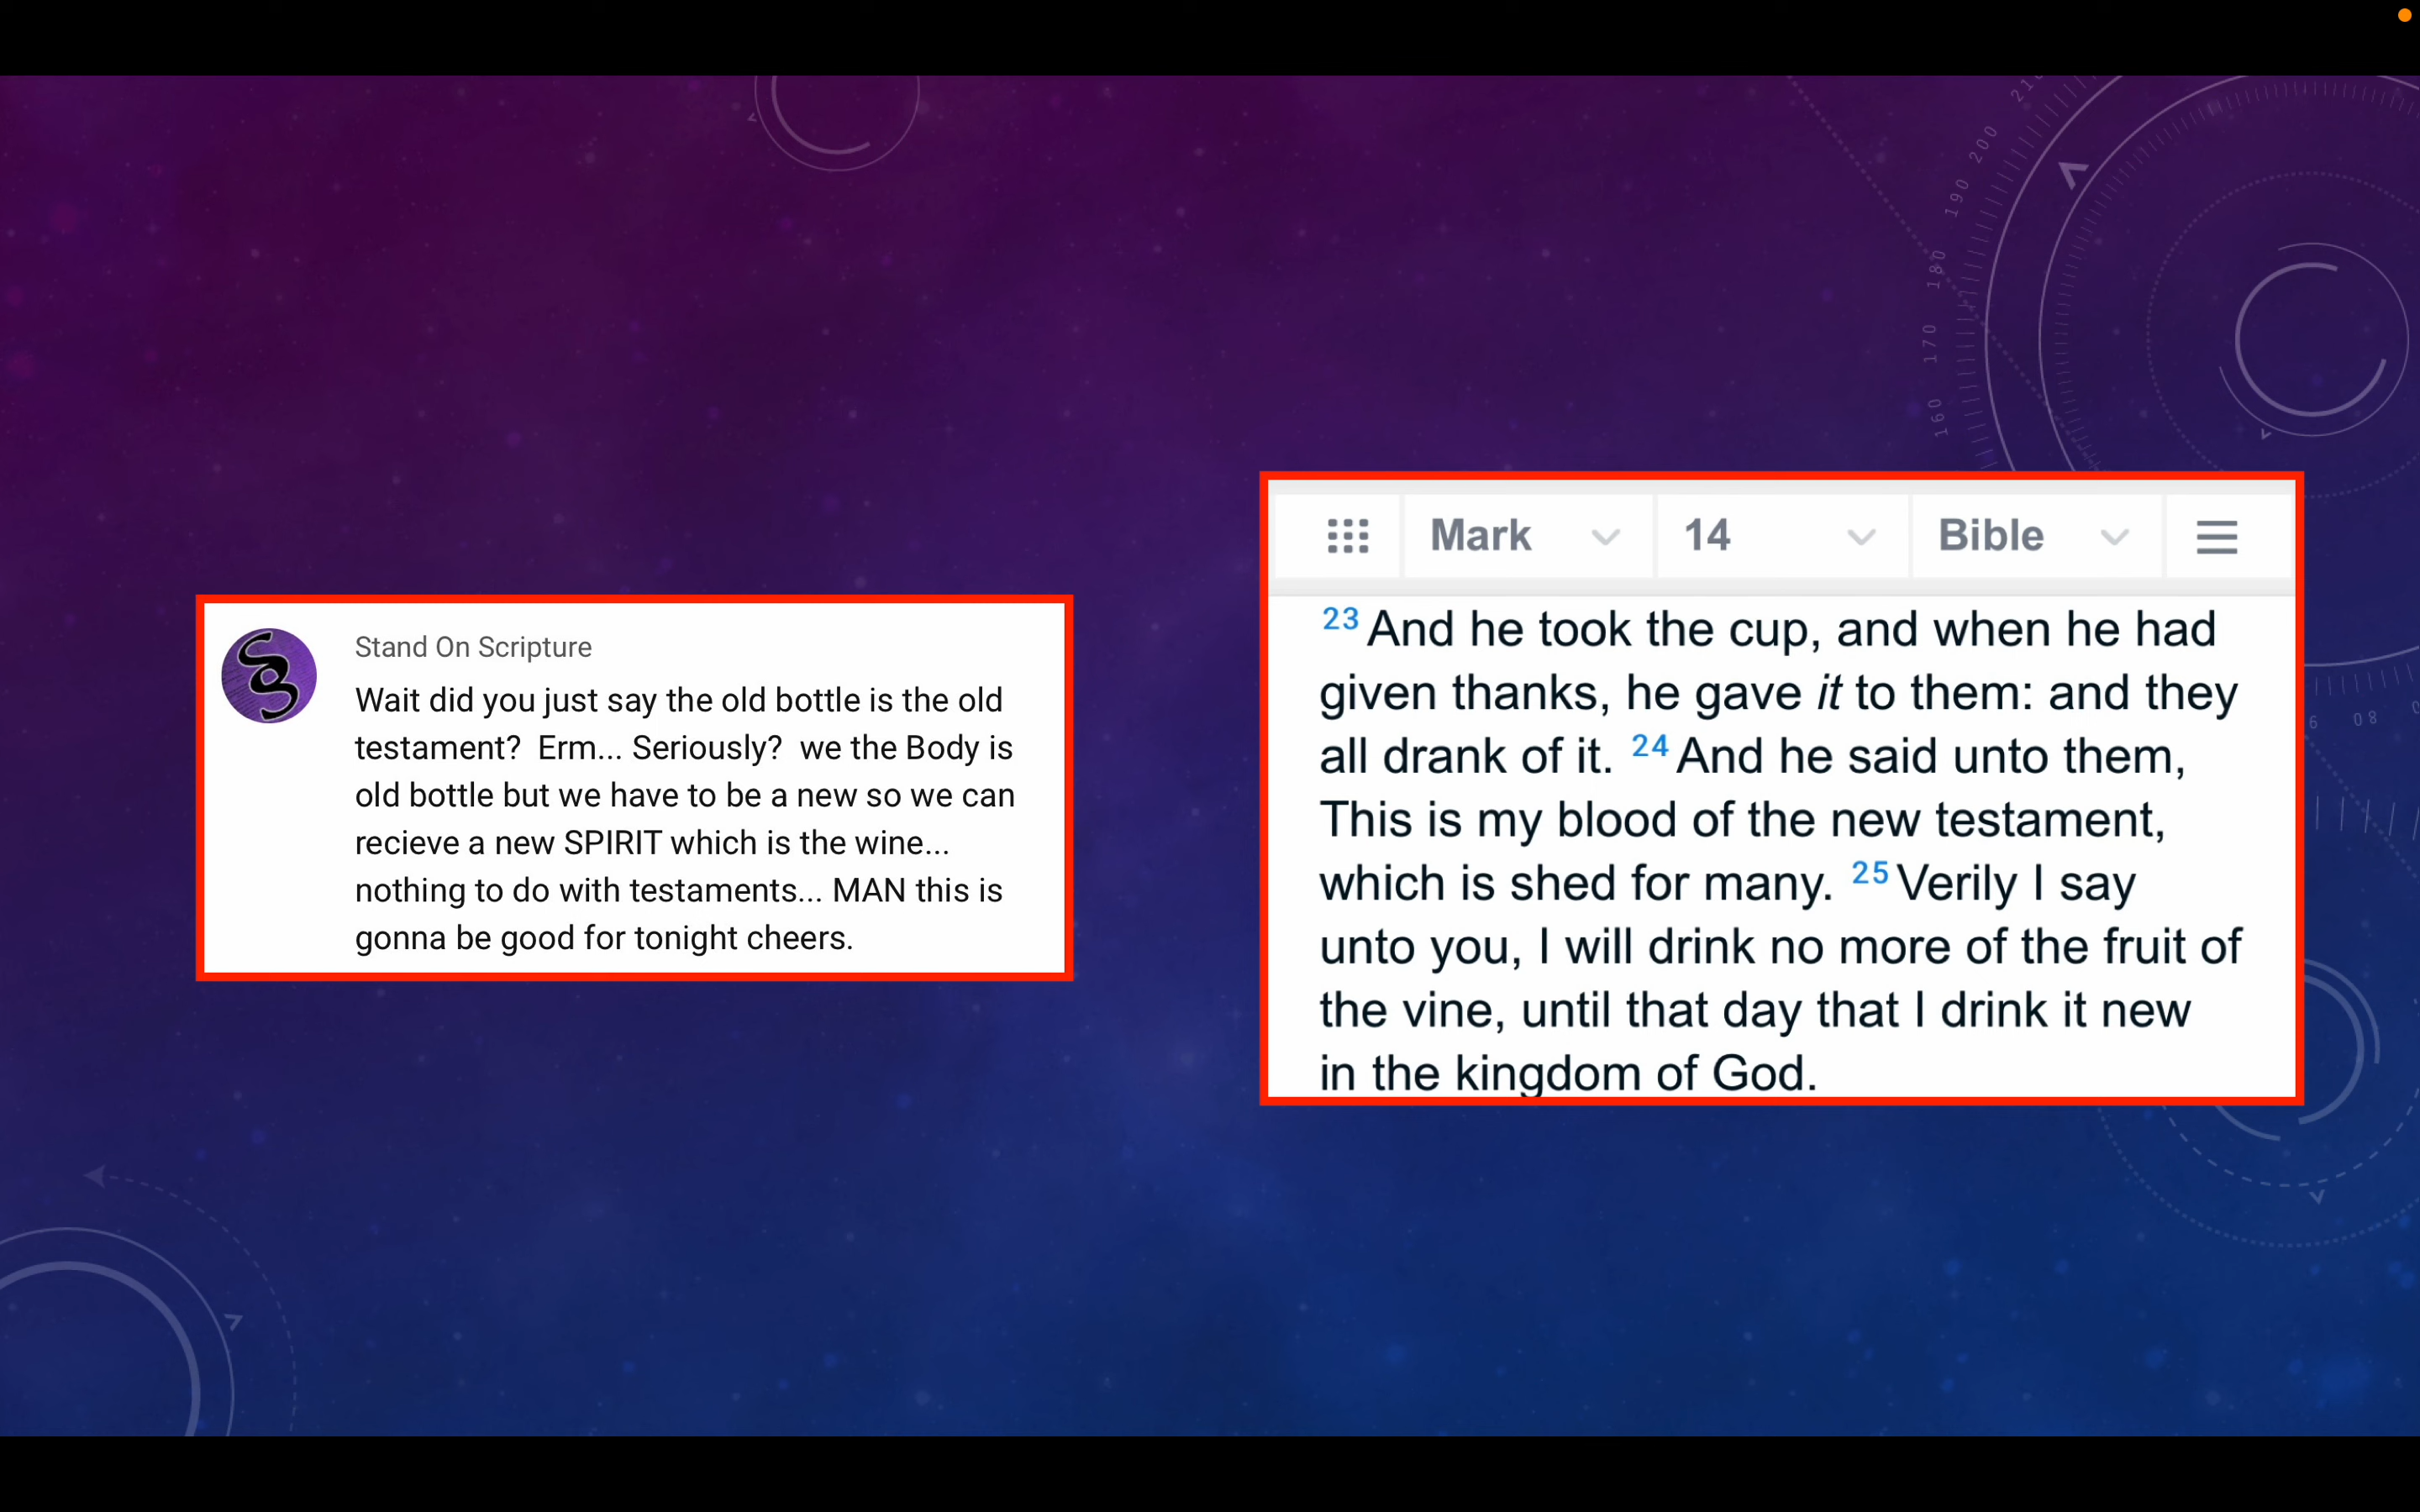 Stand On Scripture
Wait did you just say the old bottle is the old
testament?  Erm... Seriously?  we the Body is
old bottle but we have to be a new so we can
recieve a new SPIRIT which is the wine...
nothing to do with testaments... MAN this is
gonna be good for tonight cheers.
Mark 14 Bible
23 And he took the cup, and when he had
given thanks, he gave it to them: and they
all drank of it. 24 And he said unto them,
This is my blood of the new testament,
which is shed for many. 25 Verily I say
unto you, I will drink no more of the fruit of
the vine, until that day that I drink it new
in the kingdom of God.
160 170 180 190 200
80